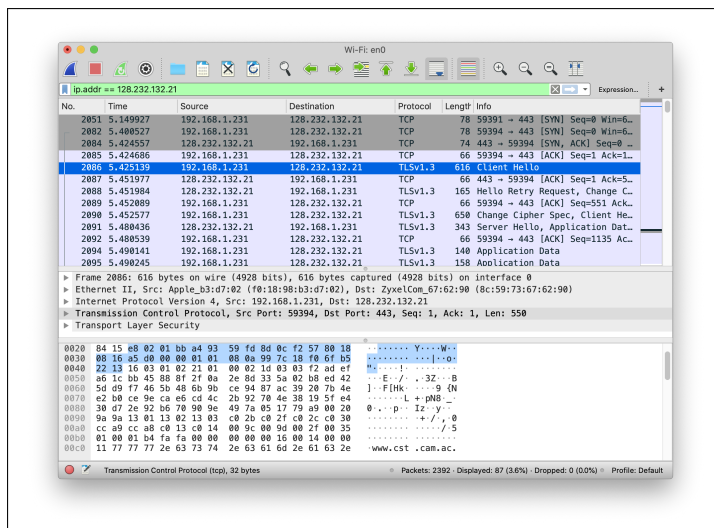 Wi-Fi: en0
ip.addr == 128.232.132.21
Expression...
+
No. Time Source Destination Protocol Length Info
2051 5.149927 192.168.1.231 128.232.132.21 TCP 78 59391 → 443 [SYN] Seq=0 Win=6…
2082 5.400527 192.168.1.231 128.232.132.21 TCP 78 59394 → 443 [SYN] Seq=0 Win=6…
2084 5.424557 128.232.132.21 192.168.1.231 TCP 74 443 → 59394 [SYN, ACK] Seq=0 …
2085 5.424686 192.168.1.231 128.232.132.21 TCP 66 59394 → 443 [ACK] Seq=1 Ack=1…
2086 5.425139 192.168.1.231 128.232.132.21 TLSv1.3 616 Client Hello
2087 5.451977 128.232.132.21 192.168.1.231 TCP 66 443 → 59394 [ACK] Seq=1 Ack=5…
2088 5.451984 128.232.132.21 192.168.1.231 TLSv1.3 165 Hello Retry Request, Change C…
2089 5.452089 192.168.1.231 128.232.132.21 TCP 66 59394 → 443 [ACK] Seq=551 Ack…
2090 5.452577 192.168.1.231 128.232.132.21 TLSv1.3 650 Change Cipher Spec, Client He…
2091 5.480436 128.232.132.21 192.168.1.231 TLSv1.3 343 Server Hello, Application Dat…
2092 5.480539 192.168.1.231 128.232.132.21 TCP 66 59394 → 443 [ACK] Seq=1135 Ac…
2094 5.490141 192.168.1.231 128.232.132.21 TLSv1.3 140 Application Data
2095 5.490245 192.168.1.231 128.232.132.21 TLSv1.3 158 Application Data
Frame 2086: 616 bytes on wire (4928 bits), 616 bytes captured (4928 bits) on interface 0
Ethernet II, Src: Apple_b3:d7:02 (f0:18:98:b3:d7:02), Dst: ZyxelCom_67:62:90 (8c:59:73:67:62:90)
Internet Protocol Version 4, Src: 192.168.1.231, Dst: 128.232.132.21
Transmission Control Protocol, Src Port: 59394, Dst Port: 443, Seq: 1, Ack: 1, Len: 550
Transport Layer Security
0020 84 15 e8 02 01 bb a4 93 59 fd 8d 0c f2 57 80 18 ········ Y····W··
0030 08 16 a5 d0 00 00 01 01 08 0a 99 7c 18 f0 6f b5 ········ ···|··o·
0040 22 13 16 03 01 02 21 01 00 02 1d 03 03 f2 ad ef "·····!· ········
0050 a6 1c bb 45 88 8f 2f 0a 2e 8d 33 5a 02 b8 ed 42 ···E··/· .·3Z···B
0060 5d d9 f7 46 5b 48 6b 9b ce 94 87 ac 39 20 7b 4e ]··F[Hk· ····9 {N
0070 e2 b0 ce 9e ca e6 cd 4c 2b 92 70 4e 38 19 5f e4 ·······L +·pN8·_·
0080 30 d7 2e 92 b6 70 90 9e 49 7a 05 17 79 a9 00 20 0·.··p·· Iz··y··
0090 9a 9a 13 01 13 02 13 03 c0 2b c0 2f c0 2c c0 30 ········ ·+·/·,·0
00a0 cc a9 cc a8 c0 13 c0 14 00 9c 00 9d 00 2f 00 35 ········ ·····/·5
00b0 01 00 01 b4 fa fa 00 00 00 00 00 16 00 14 00 00 ········ ········
00c0 11 77 77 77 2e 63 73 74 2e 63 61 6d 2e 61 63 2e ·www.cst .cam.ac.
Transmission Control Protocol (tcp), 32 bytes
Packets: 2392 · Displayed: 87 (3.6%) · Dropped: 0 (0.0%)
Profile: Default